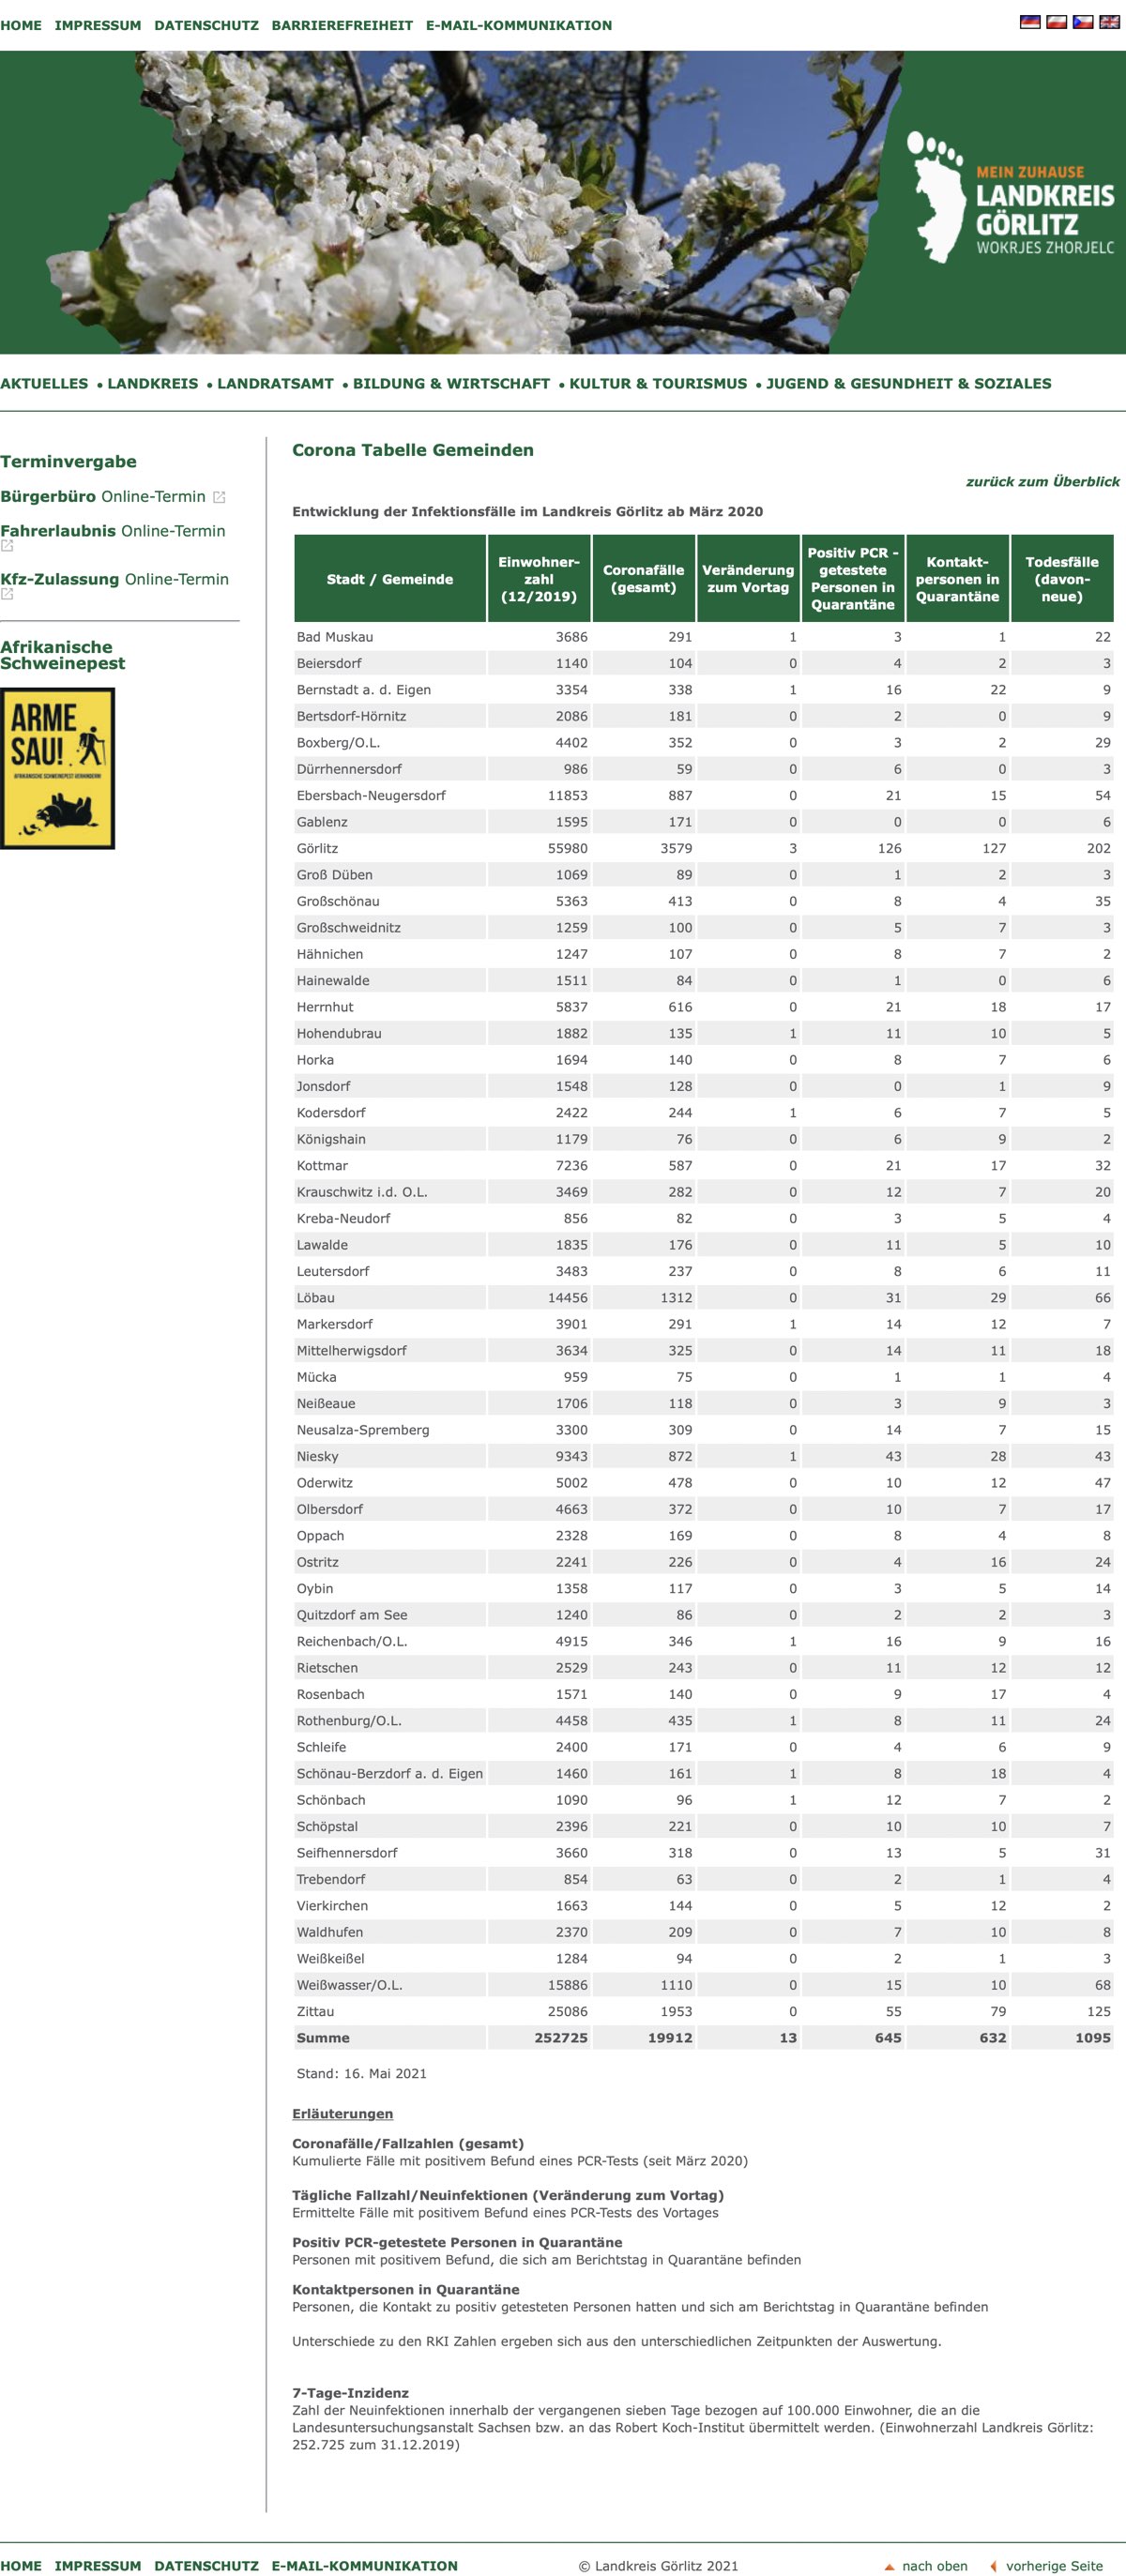 HOME IMPRESSUM DATENSCHUTZ BARRIEREFREIHEIT E-MAIL-KOMMUNIKATION
MEIN ZUHAUSE
LANDKREIS
GÖRLITZ
WOKRJES ZHORJELC
AKTUELLES • LANDKREIS • LANDRATSAMT • BILDUNG & WIRTSCHAFT • KULTUR & TOURISMUS • JUGEND & GESUNDHEIT & SOZIALES
Terminvergabe
Bürgerbüro Online-Termin
Fahrerlaubnis Online-Termin
Kfz-Zulassung Online-Termin
Afrikanische
Schweinepest
ARME
SAU!
AFRIKANISCHE SCHWEINEPEST VERHINDERN!
Corona Tabelle Gemeinden
zurück zum Überblick
Entwicklung der Infektionsfälle im Landkreis Görlitz ab März 2020
Stadt / Gemeinde Einwohner-zahl (12/2019) Coronafälle (gesamt) Veränderung zum Vortag Positiv PCR - getestete Personen in Quarantäne Kontakt-personen in Quarantäne Todesfälle (davon-neue)
Bad Muskau 3686 291 1 3 1 22
Beiersdorf 1140 104 0 4 2 3
Bernstadt a. d. Eigen 3354 338 1 16 22 9
Bertsdorf-Hörnitz 2086 181 0 2 0 9
Boxberg/O.L. 4402 352 0 3 2 29
Dürrhennersdorf 986 59 0 6 0 3
Ebersbach-Neugersdorf 11853 887 0 21 15 54
Gablenz 1595 171 0 0 0 6
Görlitz 55980 3579 3 126 127 202
Groß Düben 1069 89 0 1 2 3
Großschönau 5363 413 0 8 4 35
Großschweidnitz 1259 100 0 5 7 3
Hähnichen 1247 107 0 8 7 2
Hainewalde 1511 84 0 1 0 6
Herrnhut 5837 616 0 21 18 17
Hohendubrau 1882 135 1 11 10 5
Horka 1694 140 0 8 7 6
Jonsdorf 1548 128 0 0 1 9
Kodersdorf 2422 244 1 6 7 5
Königshain 1179 76 0 6 9 2
Kottmar 7236 587 0 21 17 32
Krauschwitz i.d. O.L. 3469 282 0 12 7 20
Kreba-Neudorf 856 82 0 3 5 4
Lawalde 1835 176 0 11 5 10
Leutersdorf 3483 237 0 8 6 11
Löbau 14456 1312 0 31 29 66
Markersdorf 3901 291 1 14 12 7
Mittelherwigsdorf 3634 325 0 14 11 18
Mücka 959 75 0 1 1 4
Neißeaue 1706 118 0 3 9 3
Neusalza-Spremberg 3300 309 0 14 7 15
Niesky 9343 872 1 43 28 43
Oderwitz 5002 478 0 10 12 47
Olbersdorf 4663 372 0 10 7 17
Oppach 2328 169 0 8 4 8
Ostritz 2241 226 0 4 16 24
Oybin 1358 117 0 3 5 14
Quitzdorf am See 1240 86 0 2 2 3
Reichenbach/O.L. 4915 346 1 16 9 16
Rietschen 2529 243 0 11 12 12
Rosenbach 1571 140 0 9 17 4
Rothenburg/O.L. 4458 435 1 8 11 24
Schleife 2400 171 0 4 6 9
Schönau-Berzdorf a. d. Eigen 1460 161 1 8 18 4
Schönbach 1090 96 1 12 7 2
Schöpstal 2396 221 0 10 10 7
Seifhennersdorf 3660 318 0 13 5 31
Trebendorf 854 63 0 2 1 4
Vierkirchen 1663 144 0 5 12 2
Waldhufen 2370 209 0 7 10 8
Weißkeißel 1284 94 0 2 1 3
Weißwasser/O.L. 15886 1110 0 15 10 68
Zittau 25086 1953 0 55 79 125
Summe 252725 19912 13 645 632 1095
Stand: 16. Mai 2021
Erläuterungen
Coronafälle/Fallzahlen (gesamt)
Kumulierte Fälle mit positivem Befund eines PCR-Tests (seit März 2020)
Tägliche Fallzahl/Neuinfektionen (Veränderung zum Vortag)
Ermittelte Fälle mit positivem Befund eines PCR-Tests des Vortages
Positiv PCR-getestete Personen in Quarantäne
Personen mit positivem Befund, die sich am Berichtstag in Quarantäne befinden
Kontaktpersonen in Quarantäne
Personen, die Kontakt zu positiv getesteten Personen hatten und sich am Berichtstag in Quarantäne befinden
Unterschiede zu den RKI Zahlen ergeben sich aus den unterschiedlichen Zeitpunkten der Auswertung.
7-Tage-Inzidenz
Zahl der Neuinfektionen innerhalb der vergangenen sieben Tage bezogen auf 100.000 Einwohner, die an die
Landesuntersuchungsanstalt Sachsen bzw. an das Robert Koch-Institut übermittelt werden. (Einwohnerzahl Landkreis Görlitz:
252.725 zum 31.12.2019)
HOME IMPRESSUM DATENSCHUTZ E-MAIL-KOMMUNIKATION © Landkreis Görlitz 2021 nach oben vorherige Seite